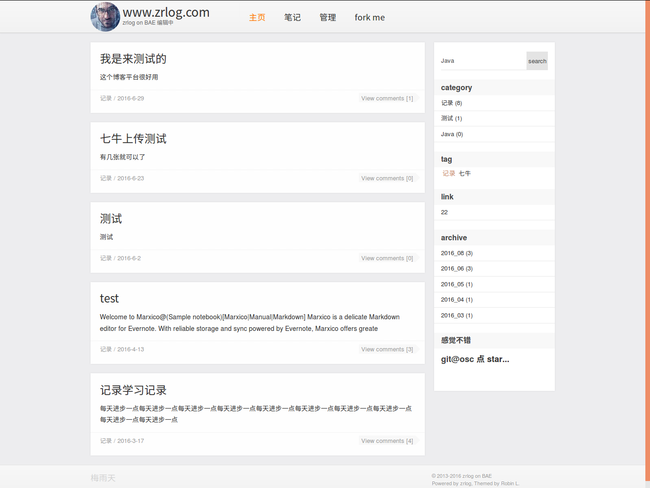 www.zrlog.com
zrlog on BAE 编辑中
主页 笔记 管理 fork me
我是来测试的
这个博客平台很好用
记录 / 2016-6-29 View comments [1]
七牛上传测试
有几张就可以了
记录 / 2016-6-23 View comments [0]
测试
测试
记录 / 2016-6-2 View comments [0]
test
Welcome to Marxico@(Sample notebook)[Marxico|Manual|Markdown] Marxico is a delicate Markdown
editor for Evernote. With reliable storage and sync powered by Evernote, Marxico offers greate
记录 / 2016-4-13 View comments [3]
记录学习记录
每天进步一点每天进步一点每天进步一点每天进步一点每天进步一点每天进步一点每天进步一点每天进步一点
每天进步一点每天进步一点
记录 / 2016-3-17 View comments [4]
Java search
category
记录 (8)
测试 (1)
Java (0)
tag
记录 七牛
link
22
archive
2016_08 (3)
2016_06 (3)
2016_05 (1)
2016_04 (1)
2016_03 (1)
感觉不错
git@osc 点 star...
梅雨天
© 2013-2016 zrlog on BAE
Powered by zrlog, Themed by Robin L.